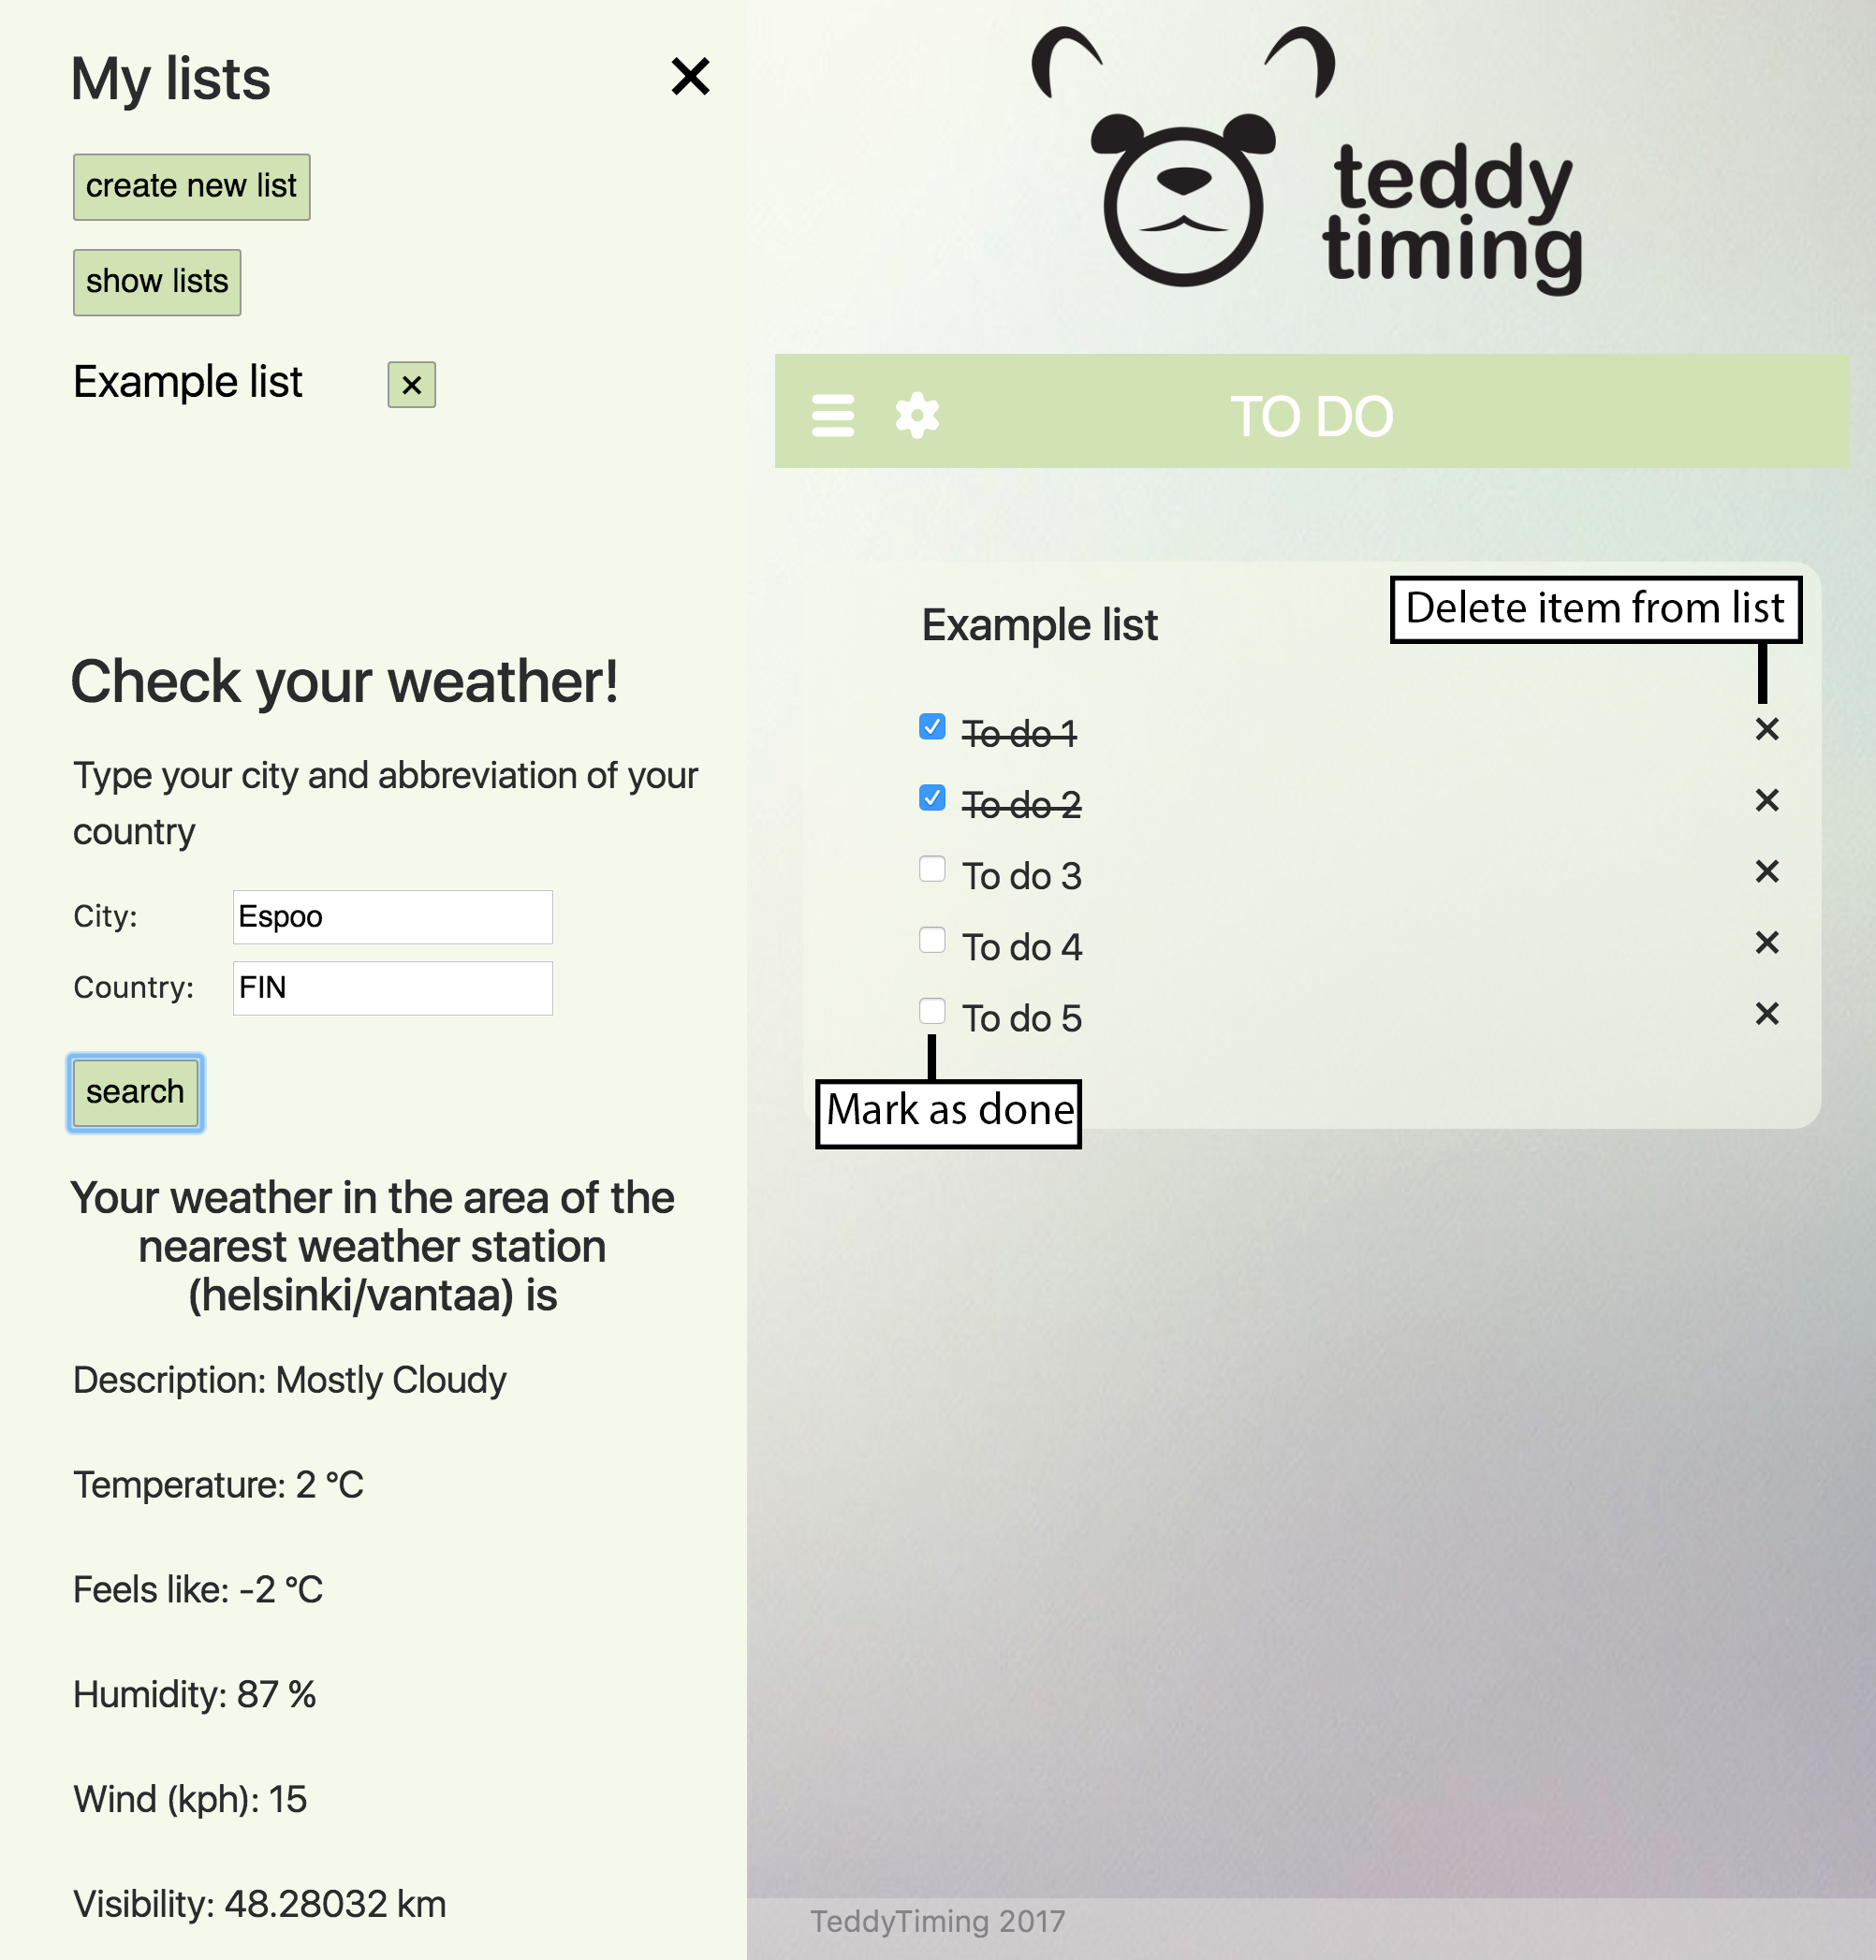 My lists
create new list
show lists
Example list
Check your weather!
Type your city and abbreviation of your
country
City: Espoo
Country: FIN
search
Your weather in the area of the
nearest weather station
(helsinki/vantaa) is
Description: Mostly Cloudy
Temperature: 2 °C
Feels like: -2 °C
Humidity: 87 %
Wind (kph): 15
Visibility: 48.28032 km
teddy
timing
TO DO
Delete item from list
Example list
To do 1
To do 2
To do 3
To do 4
To do 5
Mark as done
TeddyTiming 2017